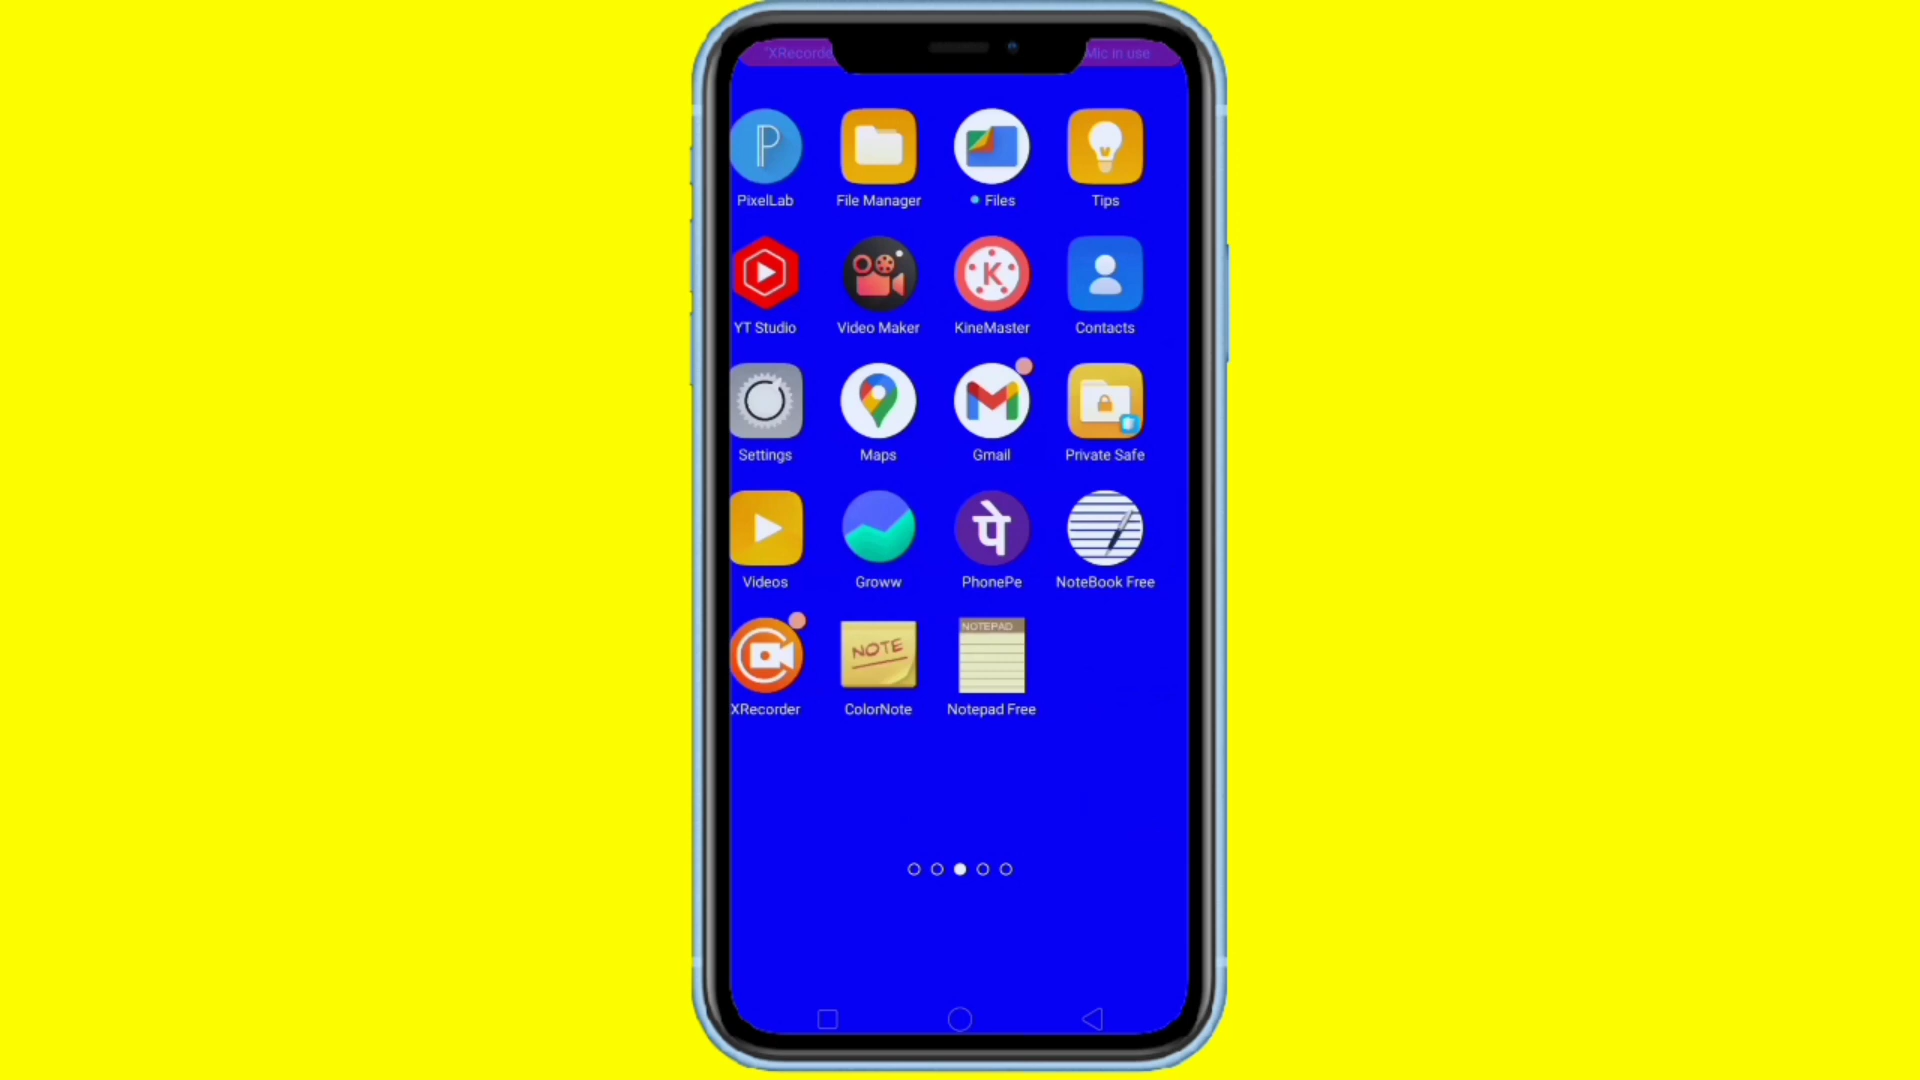 "XRecorde
Mic in use
PixelLab
File Manager
Files
Tips
YT Studio
Video Maker
KineMaster
Contacts
Settings
Maps
Gmail
Private Safe
Videos
Groww
पे
PhonePe
NoteBook Free
NOTE
NOTEPAD
XRecorder
ColorNote
Notepad Free